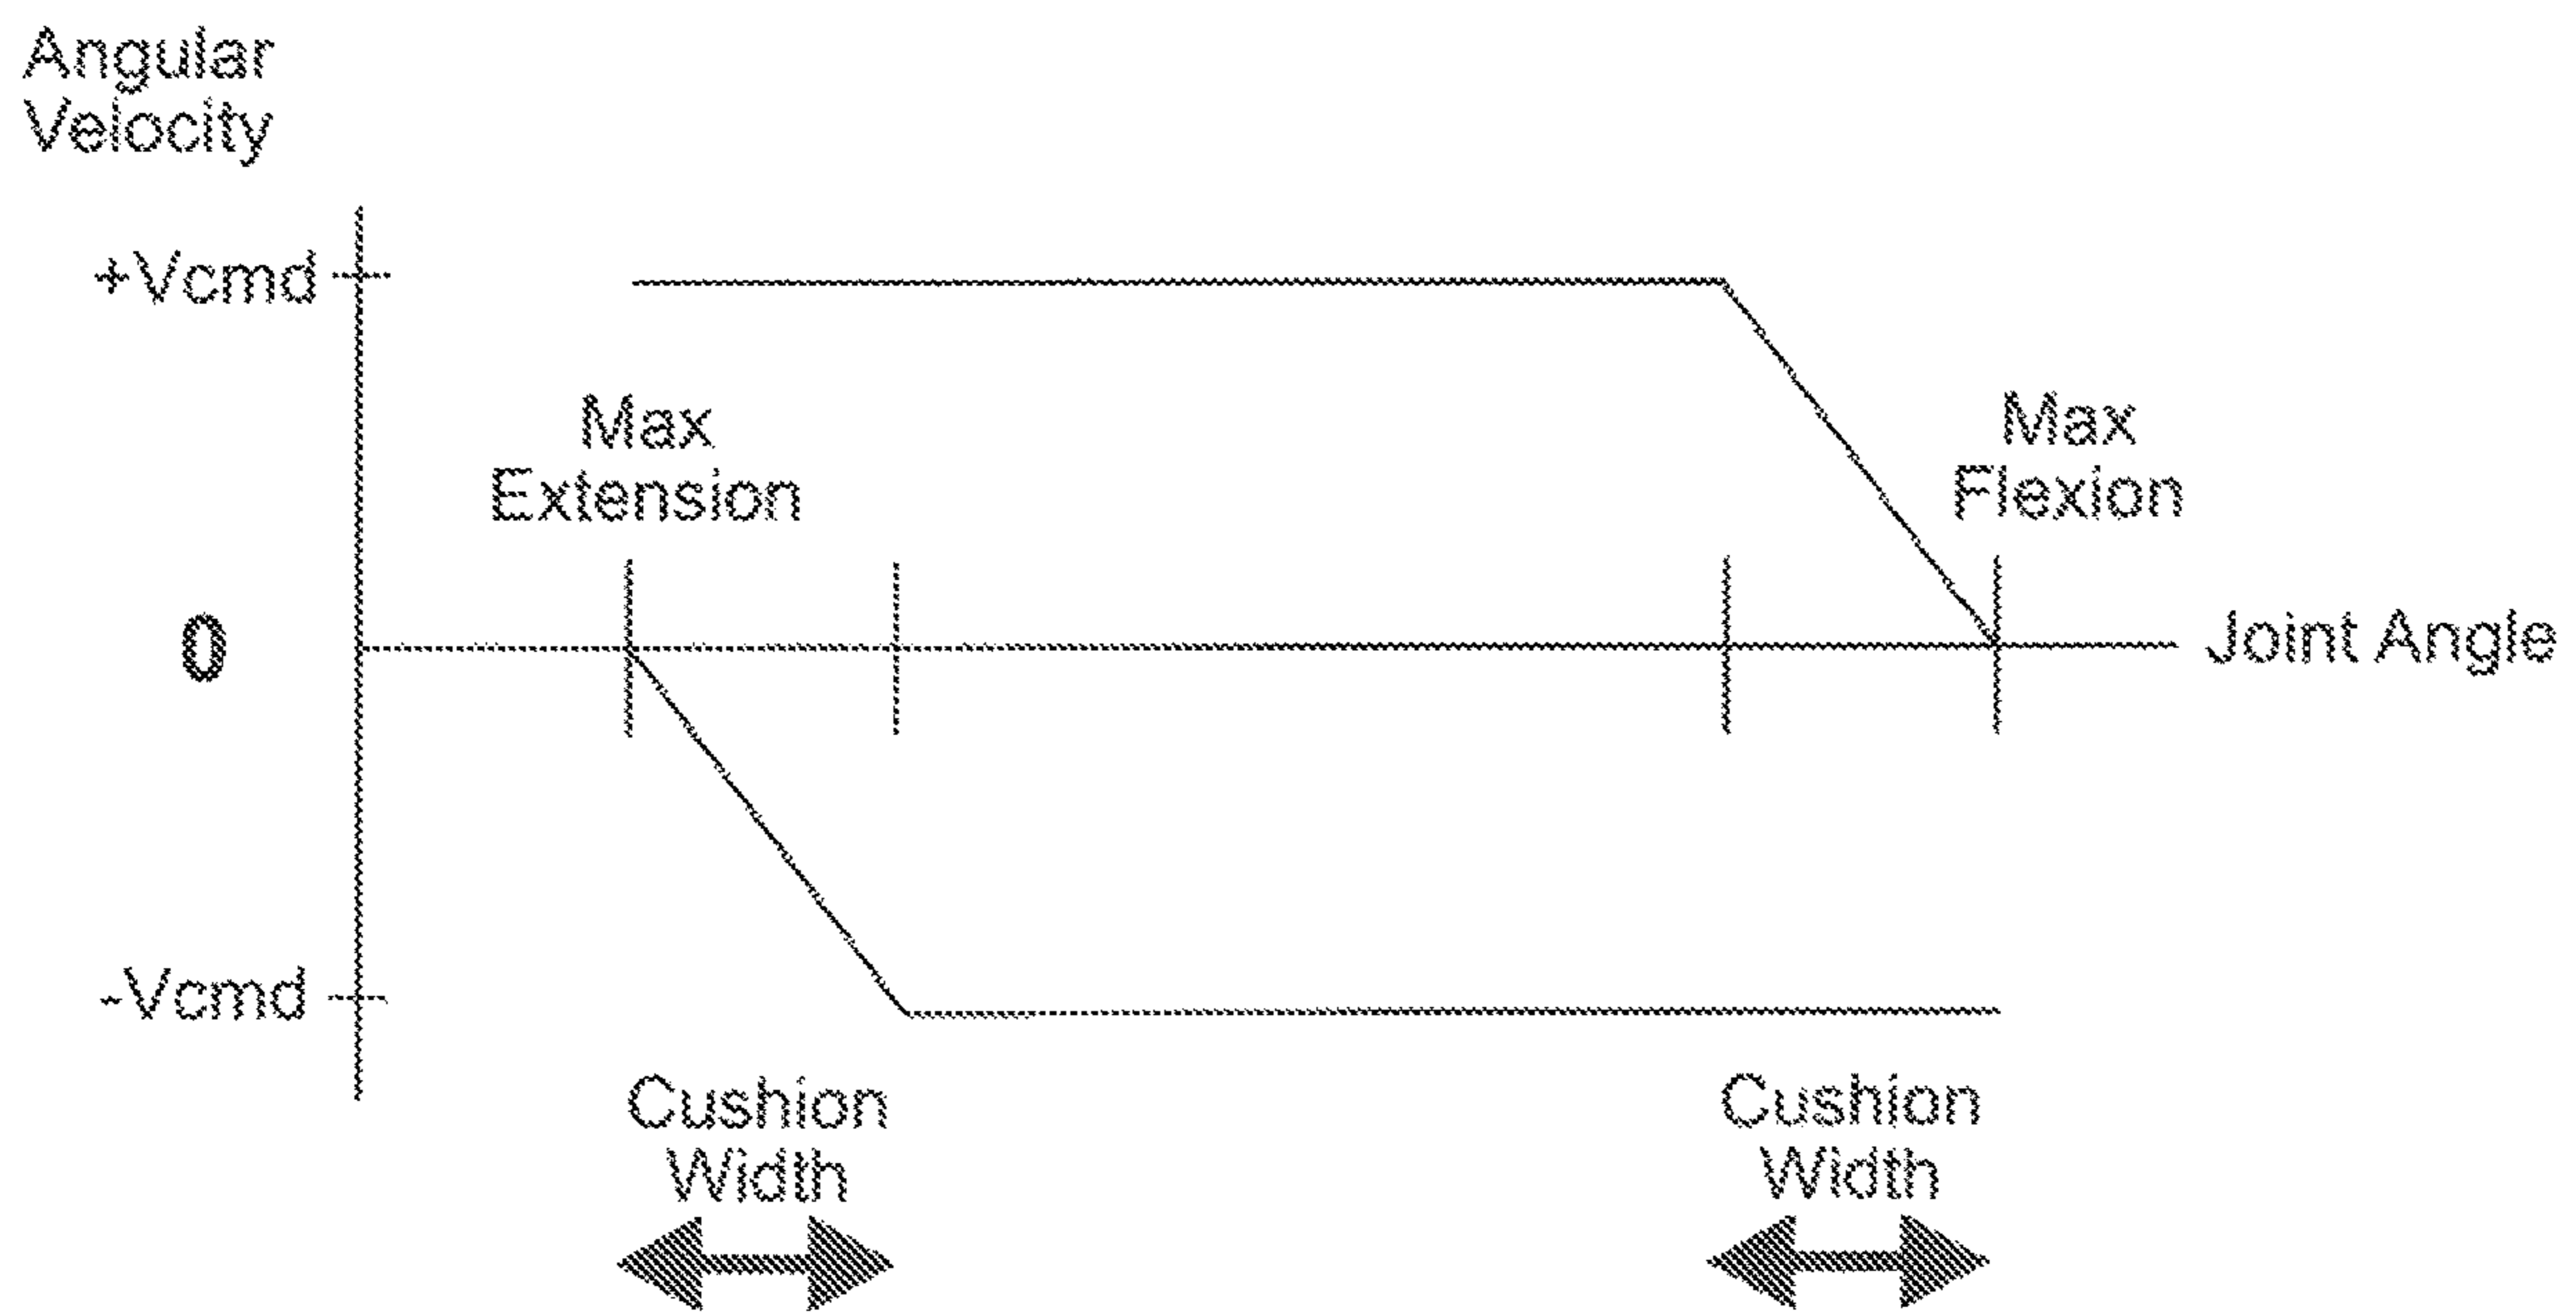 Angular
Velocity
+Vcmd
Max
Extension
Max
Flexion
0
Joint Angle
-Vcmd
Cushion
Width
Cushion
Width